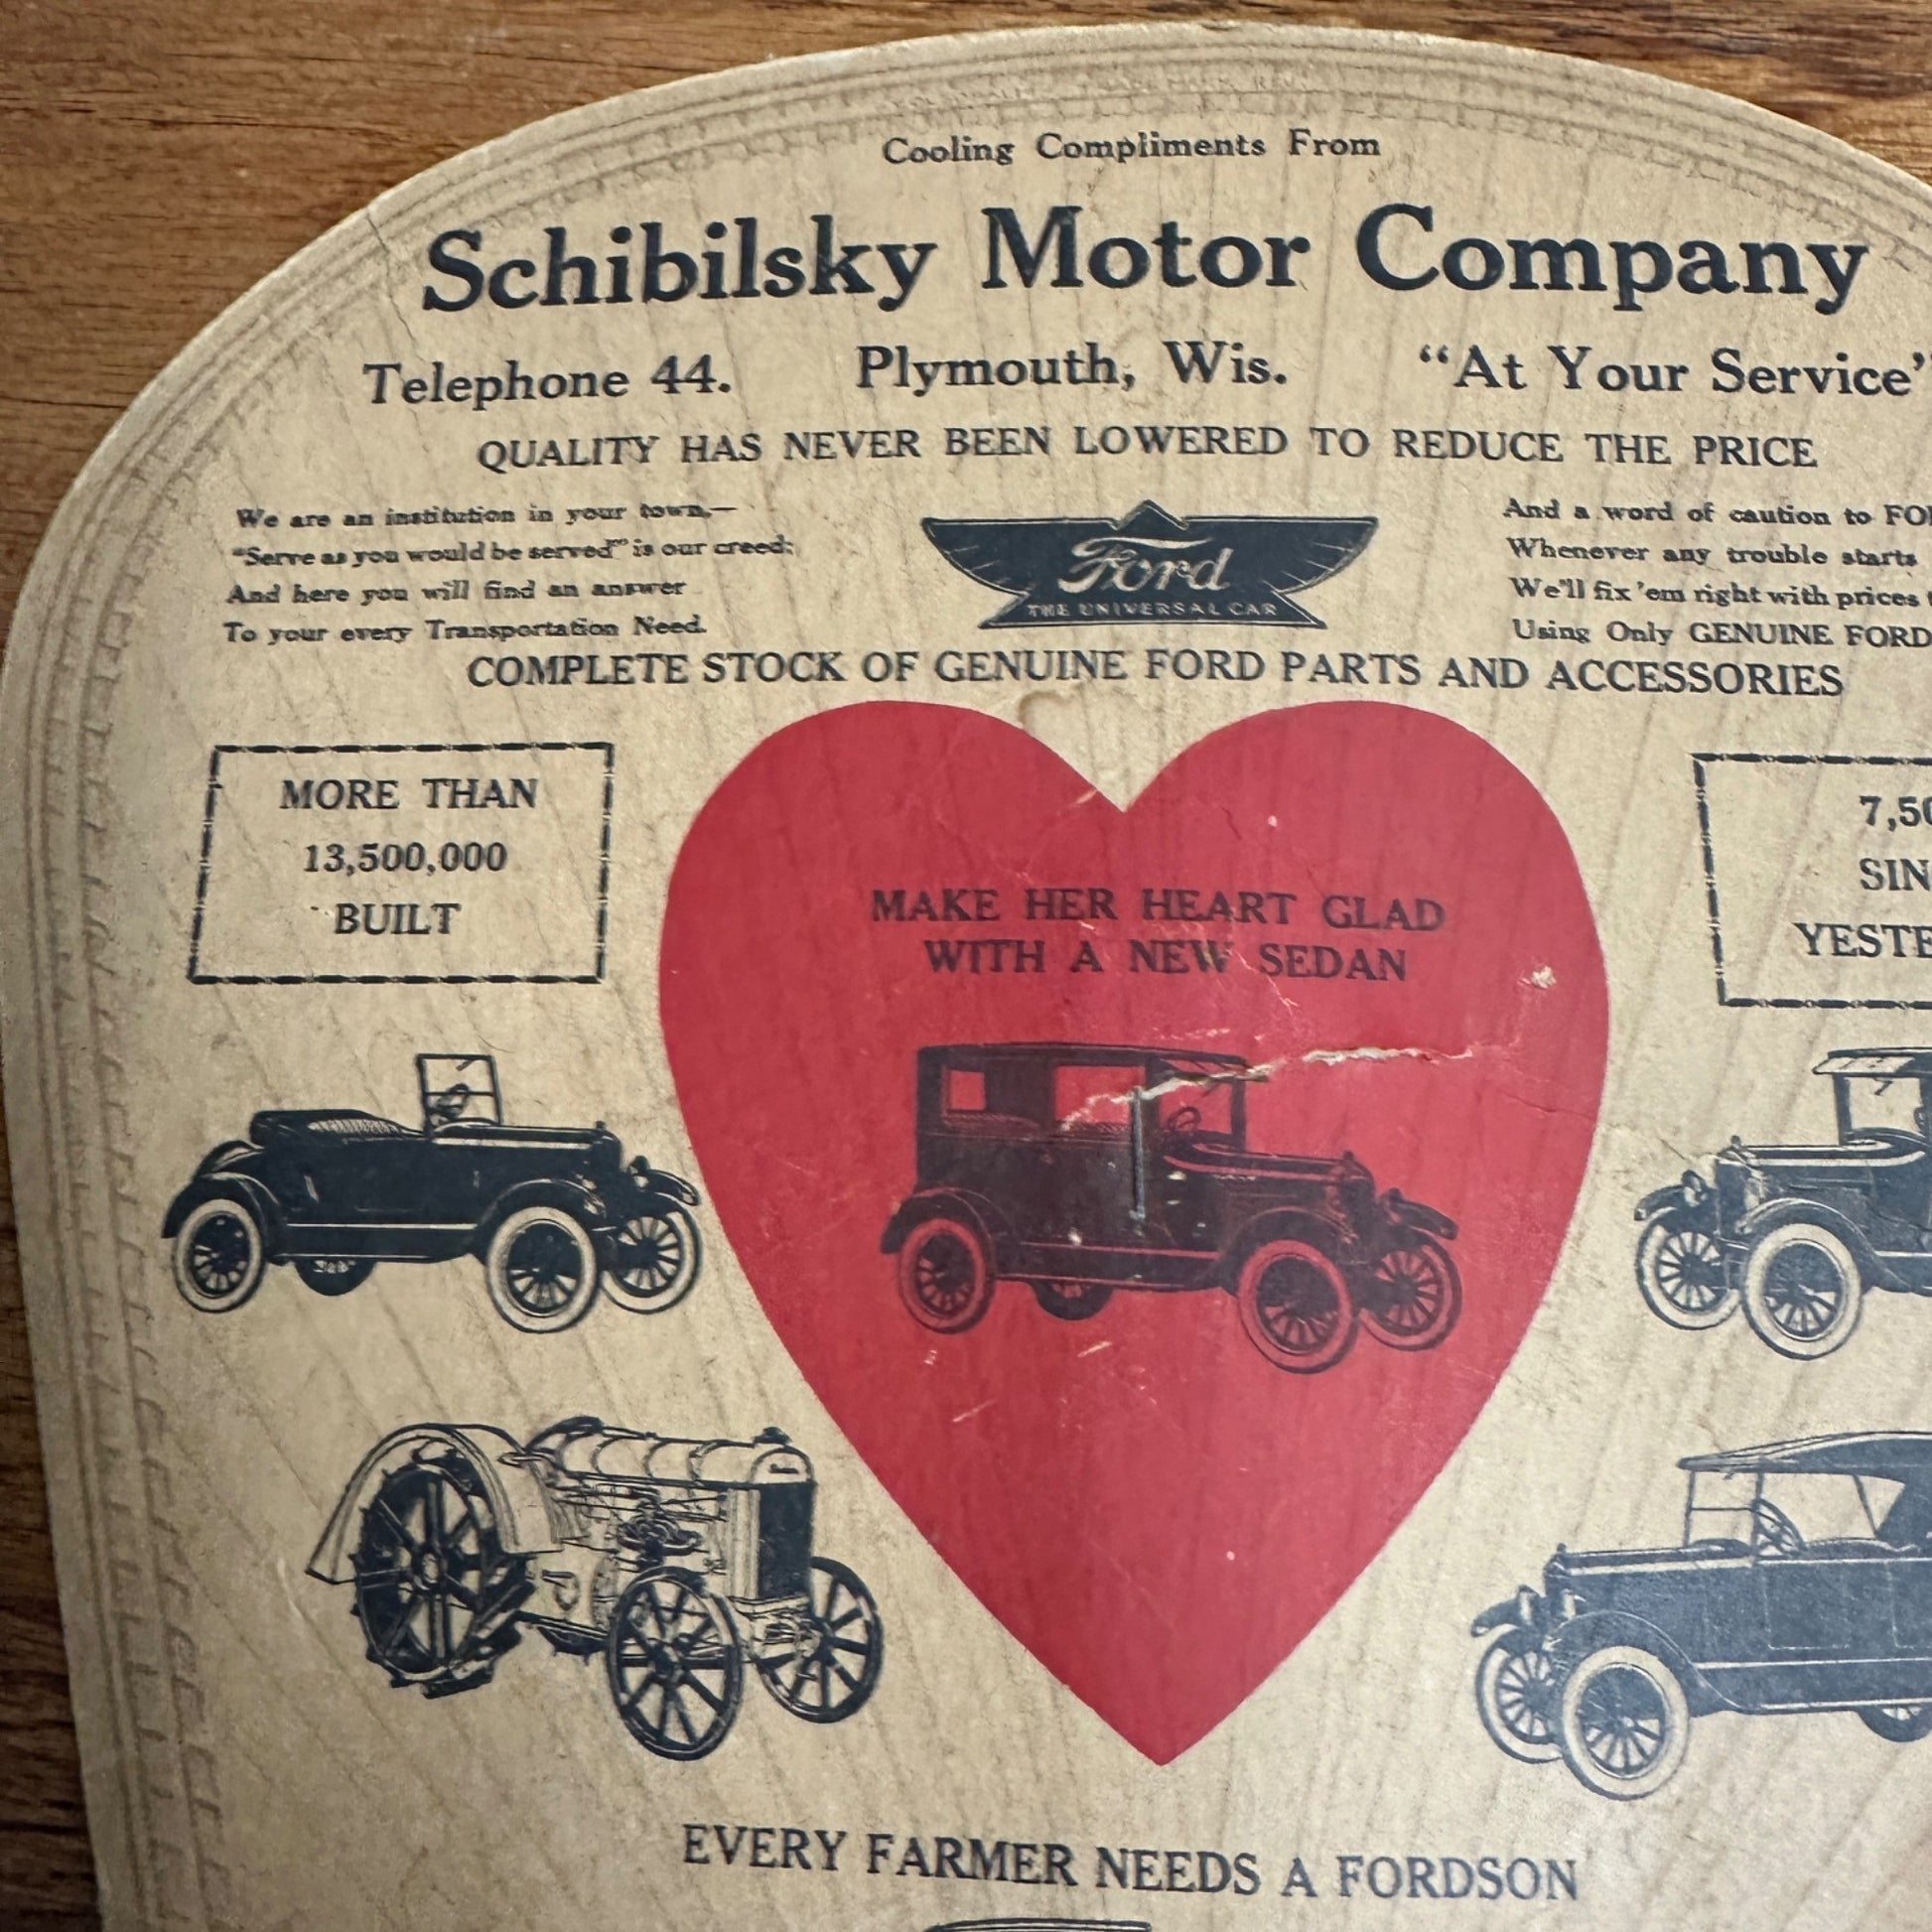 Cooling Compliments From
Schibilsky Motor Company
Telephone 44. Plymouth, Wis. "At Your Service"
QUALITY HAS NEVER BEEN LOWERED TO REDUCE THE PRICE
We are an institution in your town,—
"Serve as you would be served" is our creed;
And here you will find an answer
To your every Transportation Need.
Ford
THE UNIVERSAL CAR
And a word of caution to
Whenever any trouble starts
We'll fix 'em right with prices
Using Only GENUINE FORD
COMPLETE STOCK OF GENUINE FORD PARTS AND ACCESSORIES
MORE THAN
13,500,000
BUILT
MAKE HER HEART GLAD
WITH A NEW SEDAN
EVERY FARMER NEEDS A FORDSON